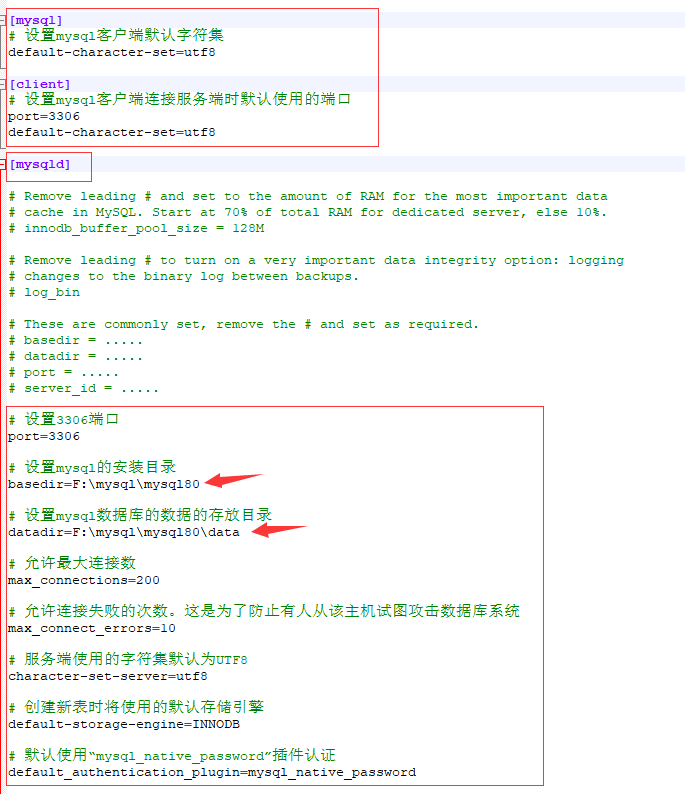 [mysql]
# 设置mysql客户端默认字符集
default-character-set=utf8
[client]
# 设置mysql客户端连接服务端时默认使用的端口
port=3306
default-character-set=utf8
[mysqld]
# Remove leading # and set to the amount of RAM for the most important data
# cache in MySQL. Start at 70% of total RAM for dedicated server, else 10%.
# innodb_buffer_pool_size = 128M
# Remove leading # to turn on a very important data integrity option: logging
# changes to the binary log between backups.
# log_bin
# These are commonly set, remove the # and set as required.
# basedir = .....
# datadir = .....
# port = .....
# server_id = .....
# 设置3306端口
port=3306
# 设置mysql的安装目录
basedir=F:\mysql\mysql80
# 设置mysql数据库的数据的存放目录
datadir=F:\mysql\mysql80\data
# 允许最大连接数
max_connections=200
# 允许连接失败的次数。这是为了防止有人从该主机试图攻击数据库系统
max_connect_errors=10
# 服务端使用的字符集默认为UTF8
character-set-server=utf8
# 创建新表时将使用的默认存储引擎
default-storage-engine=INNODB
# 默认使用“mysql_native_password”插件认证
default_authentication_plugin=mysql_native_password